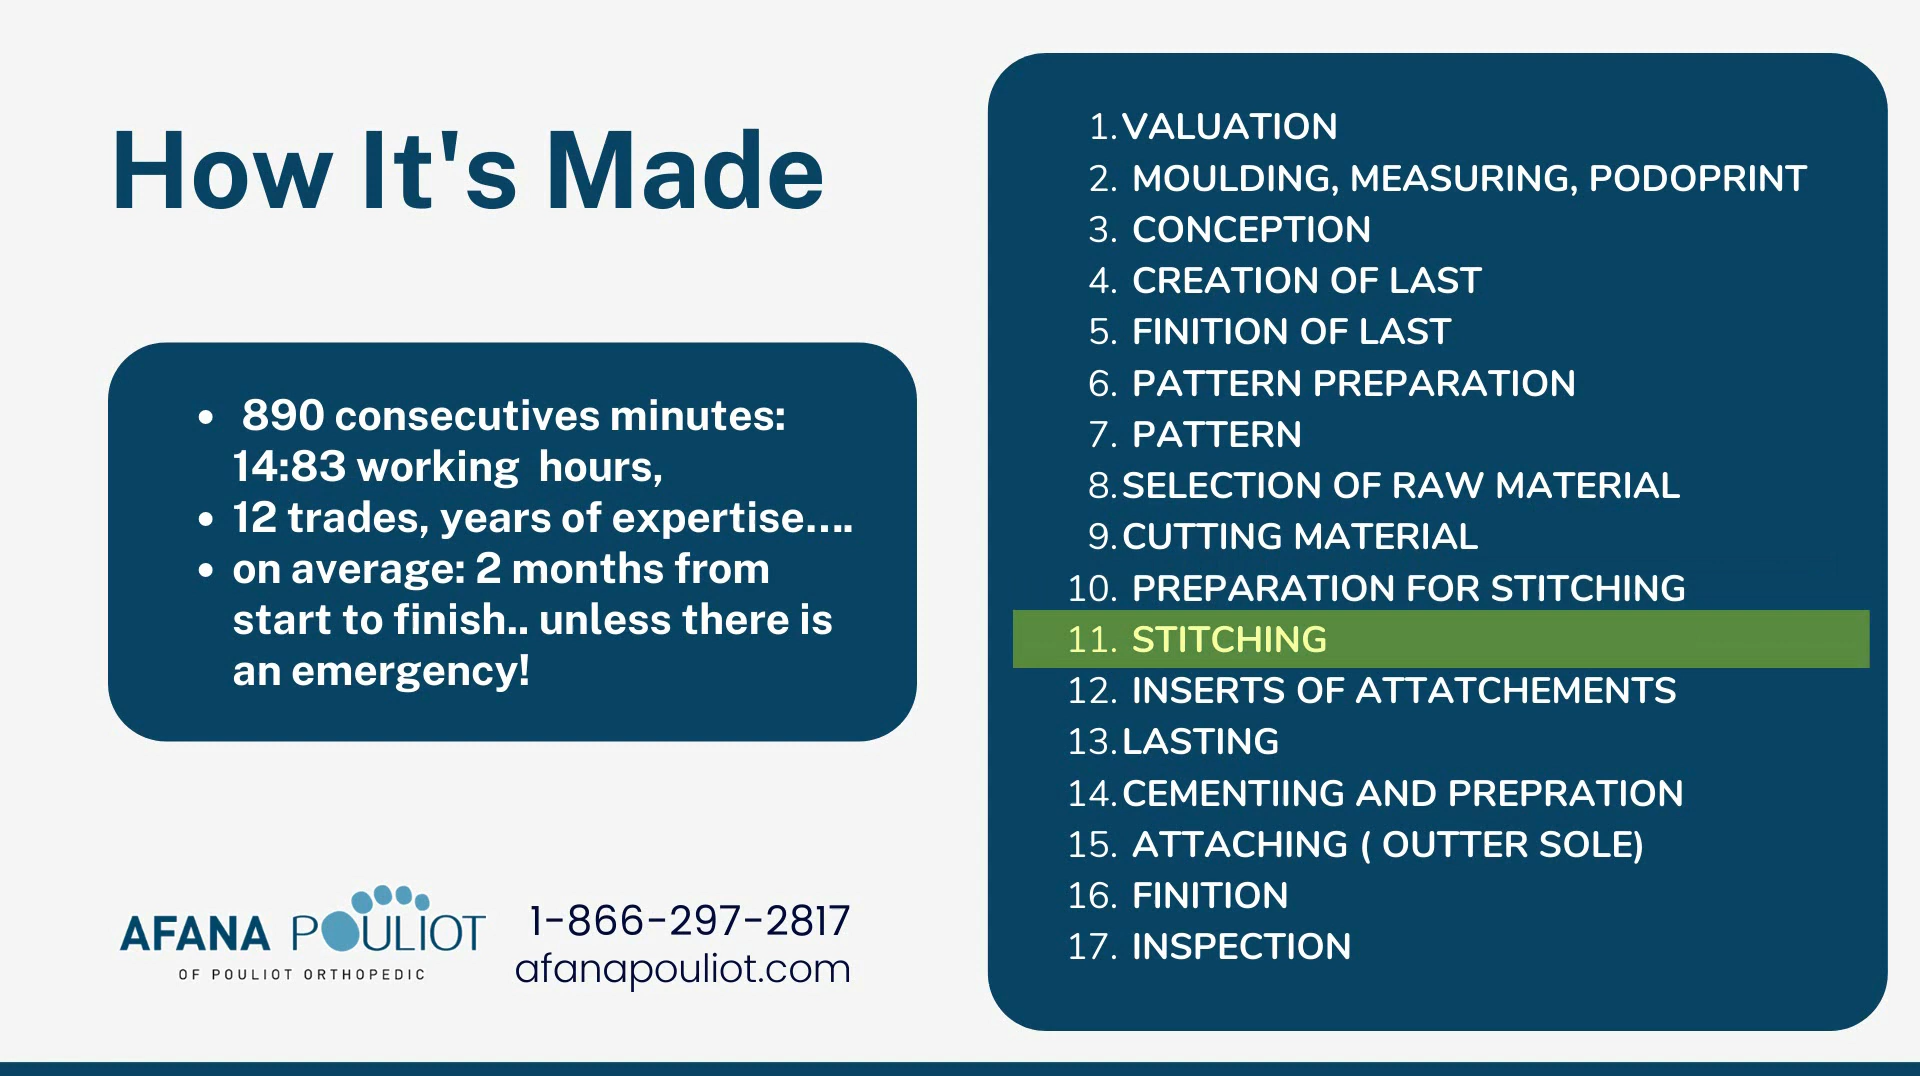 How It's Made
890 consecutives minutes:
14:83 working hours,
12 trades, years of expertise....
on average: 2 months from
start to finish.. unless there is
an emergency!
AFANA POULIOT
OF POULIOT ORTHOPEDIC
1-866-297-2817
afanapouliot.com
1. VALUATION
2. MOULDING, MEASURING, PODOPRINT
3. CONCEPTION
4. CREATION OF LAST
5. FINITION OF LAST
6. PATTERN PREPARATION
7. PATTERN
8. SELECTION OF RAW MATERIAL
9. CUTTING MATERIAL
10. PREPARATION FOR STITCHING
11. STITCHING
12. INSERTS OF ATTATCHEMENTS
13. LASTING
14. CEMENTIING AND PREPRATION
15. ATTACHING ( OUTTER SOLE)
16. FINITION
17. INSPECTION